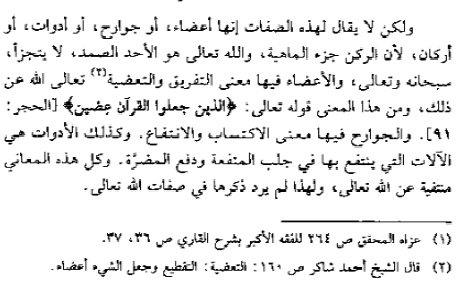 ولكن لا يقال لهذه الصفات إنها أعضاء، أو جوارح، أو أدوات، أو
أركان، لأن الركن جزء الماهية، والله تعالى هو الأحد الصمد، لا يتجزأ،
سبحانه وتعالى، والأعضاء فيها معنى التفريق والتعضية(٢) تعالى الله عن
ذلك، ومن هذا المعنى قوله تعالى: ﴿الذين جعلوا القرآن عضين﴾ [الحجر:
٩١]. والجوارح فيها معنى الاكتساب والانتفاع. وكذلك الأدوات هي
الآلات التي ينتفع بها في جلب المنفعة ودفع المضرَّة. وكل هذه المعاني
منتفية عن الله تعالى، ولهذا لم يرد ذكرها في صفات الله تعالى.
(١) عزاه المحقق ص ٢٦٤ للفقه الأكبر بشرح القاري ص ٣٦، ٣٧.
(٢) قال الشيخ أحمد شاكر ص ١٦٠: التعضية: التقطيع وجعل الشيء أعضاء.